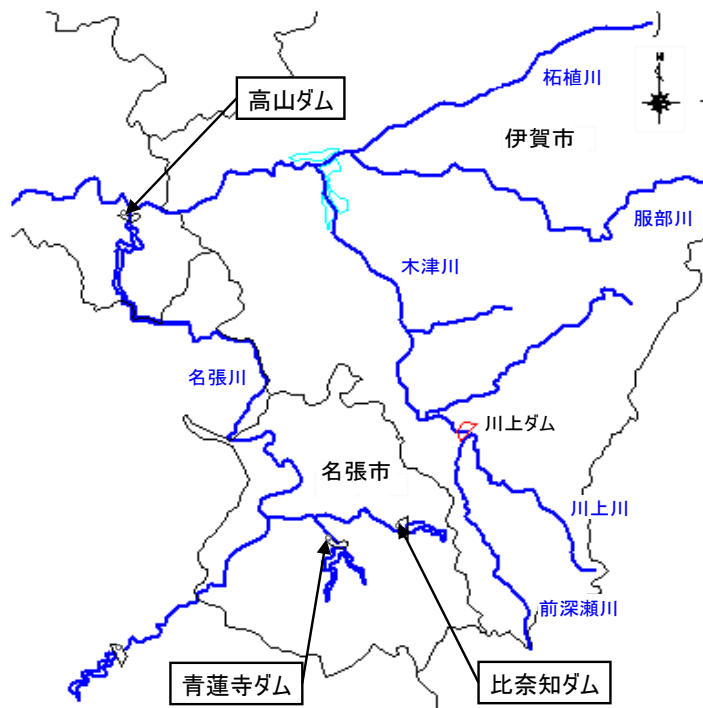 柘植川
高山ダム
伊賀市
服部川
木津川
名張川
川上ダム
名張市
川上川
前深瀬川
青蓮寺ダム
比奈知ダム